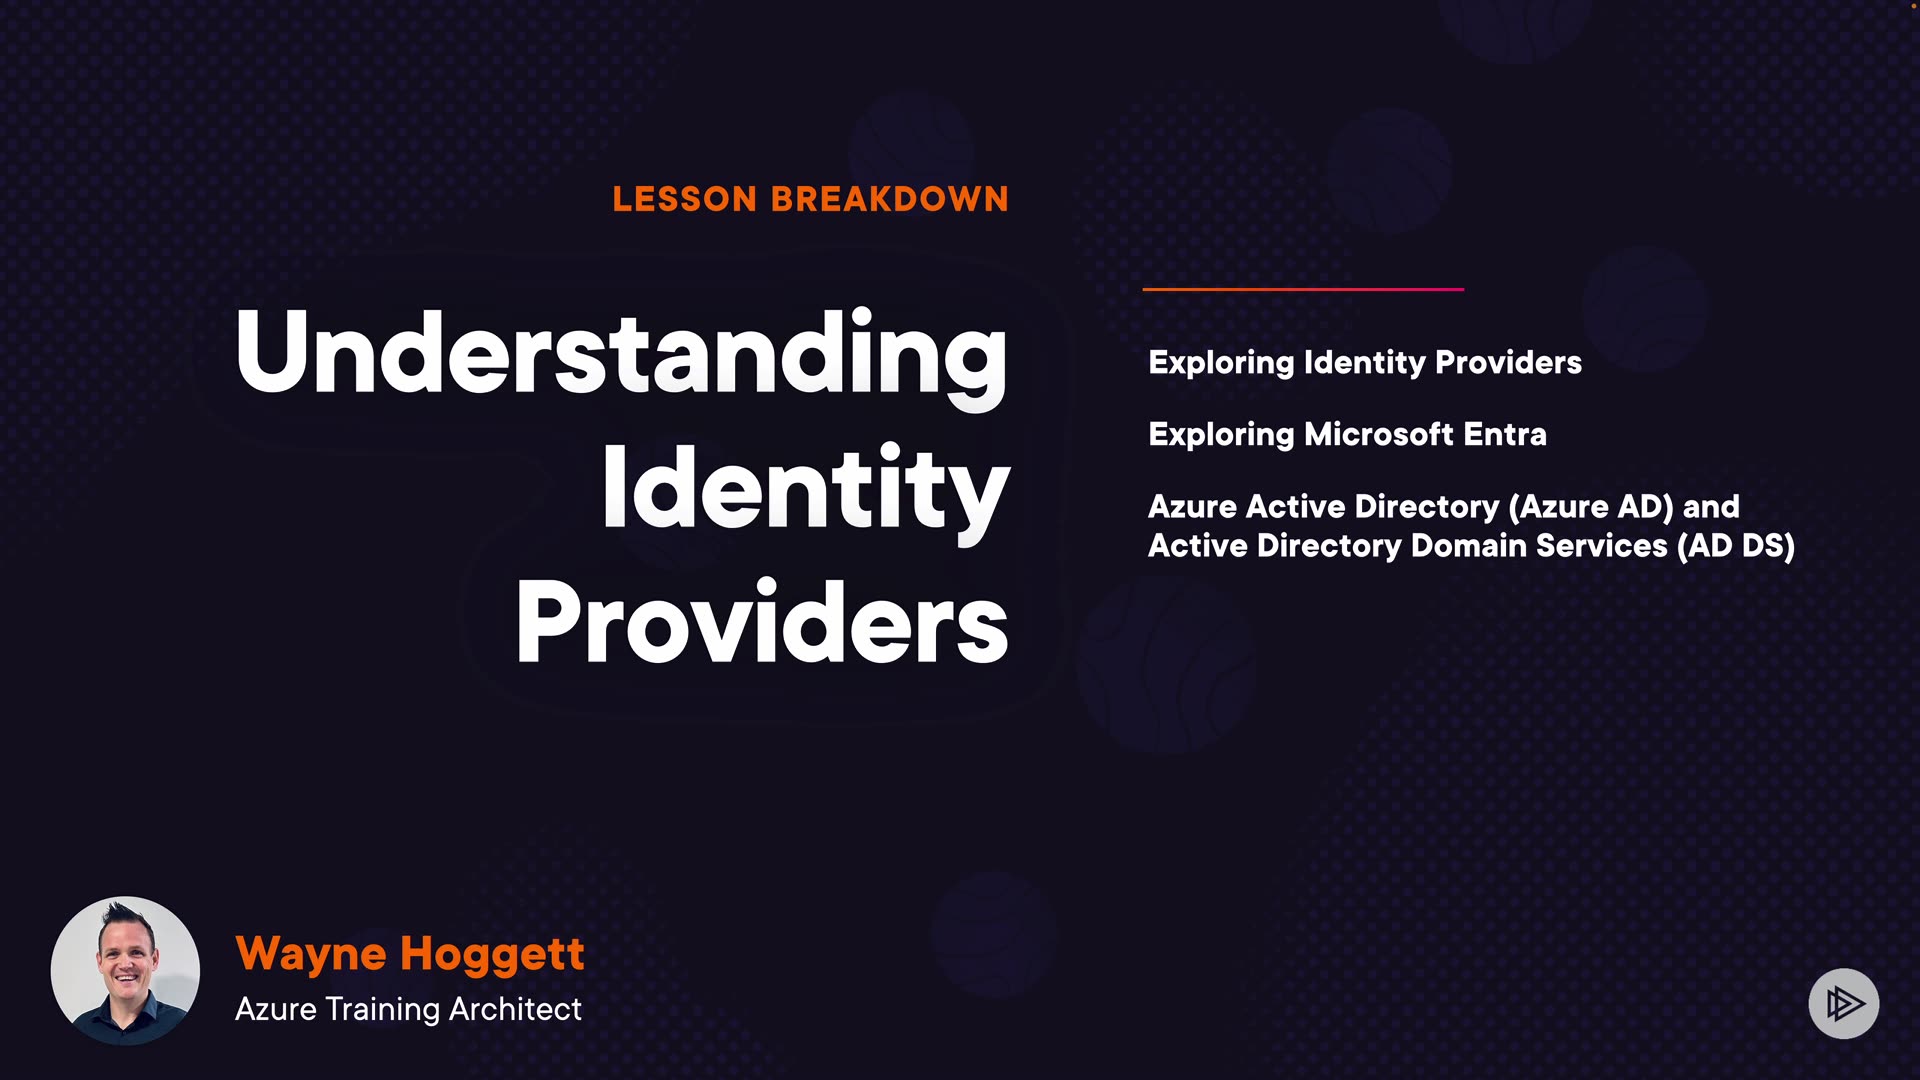 LESSON BREAKDOWN
Understanding
Identity
Providers
Exploring Identity Providers
Exploring Microsoft Entra
Azure Active Directory (Azure AD) and
Active Directory Domain Services (AD DS)
Wayne Hoggett
Azure Training Architect